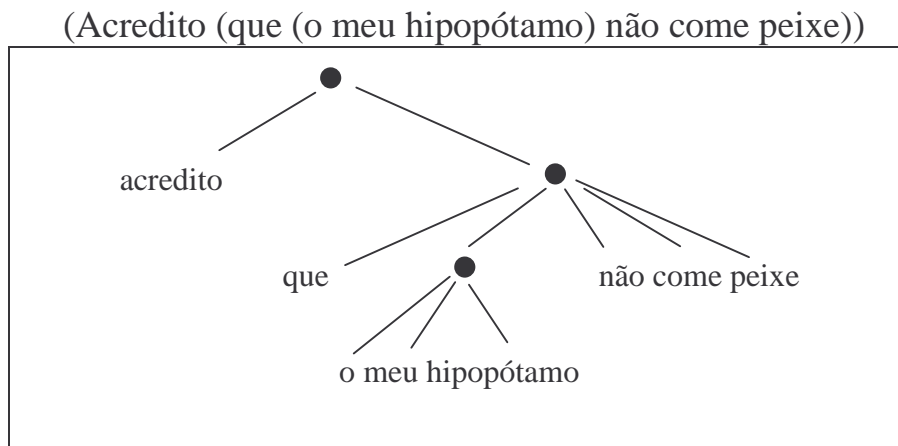 (Acredito (que (o meu hipopótamo) não come peixe))
acredito
que
não come peixe
o meu hipopótamo